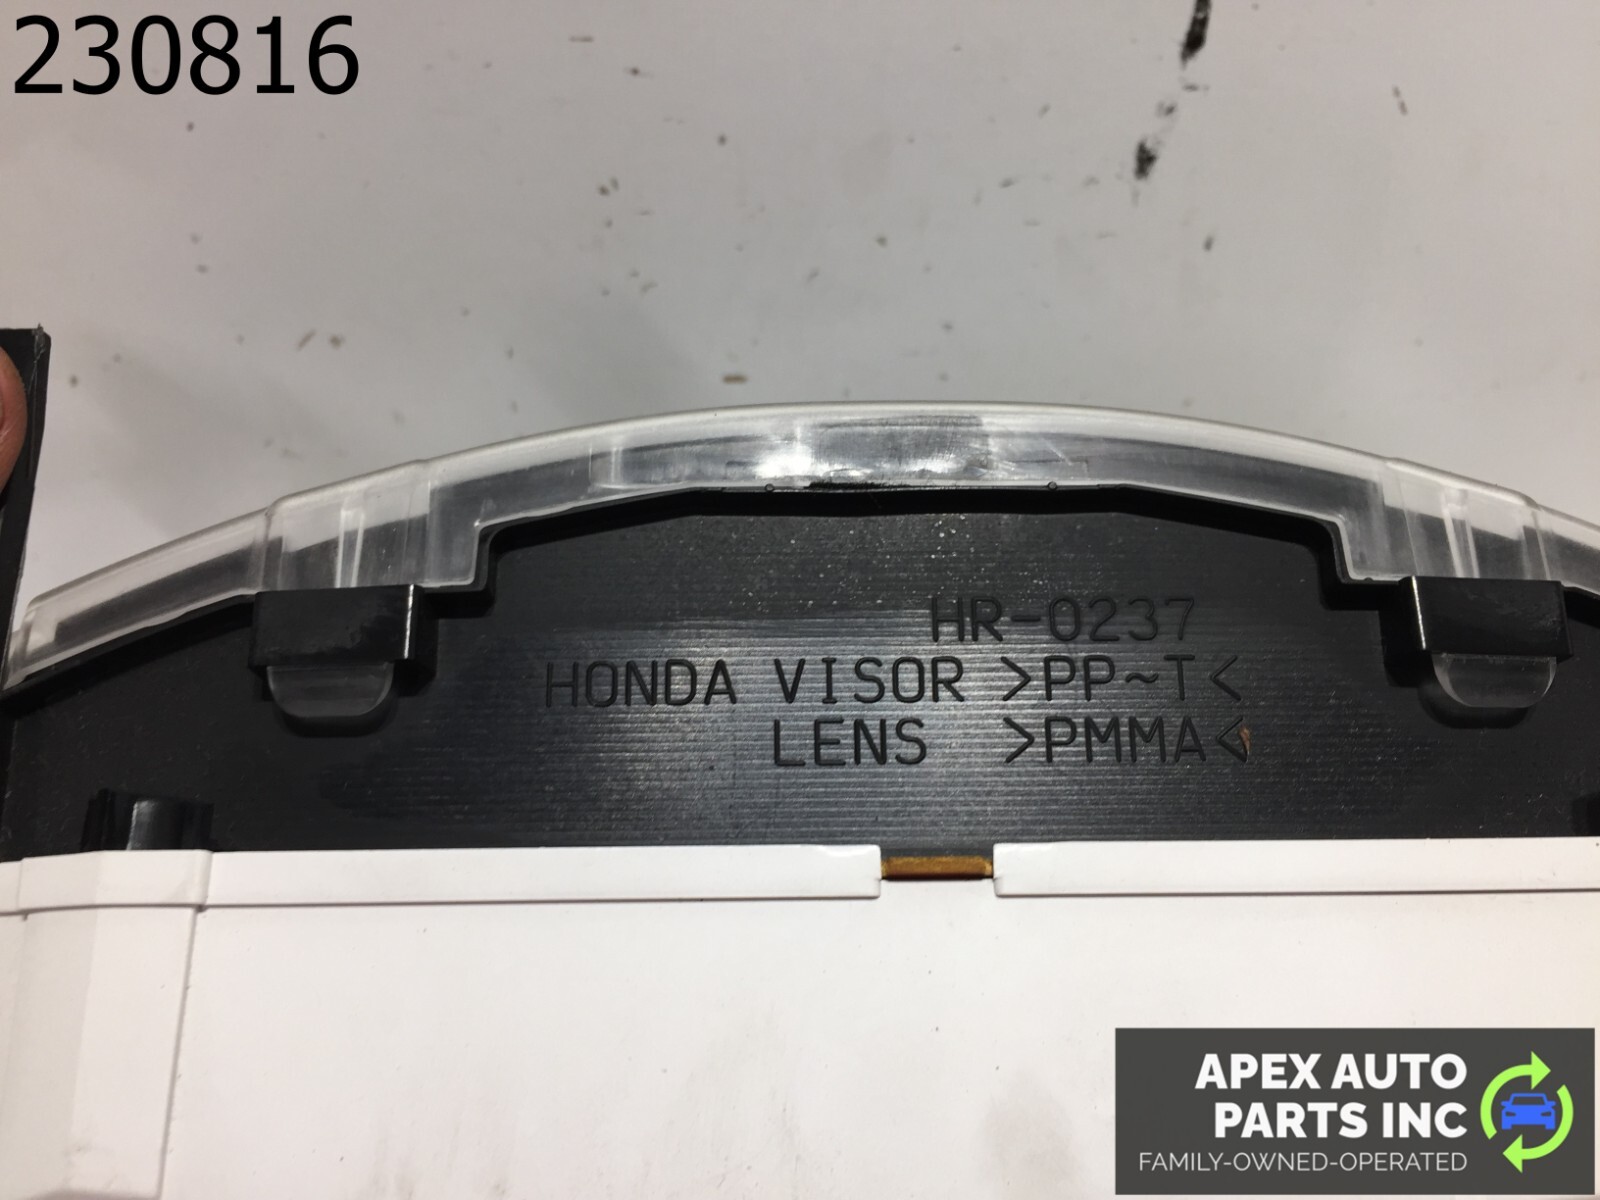 230816
HR-0237
HONDA VISOR >PP~T<
LENS >PMMA<
APEX AUTO
PARTS INC
FAMILY-OWNED-OPERATED